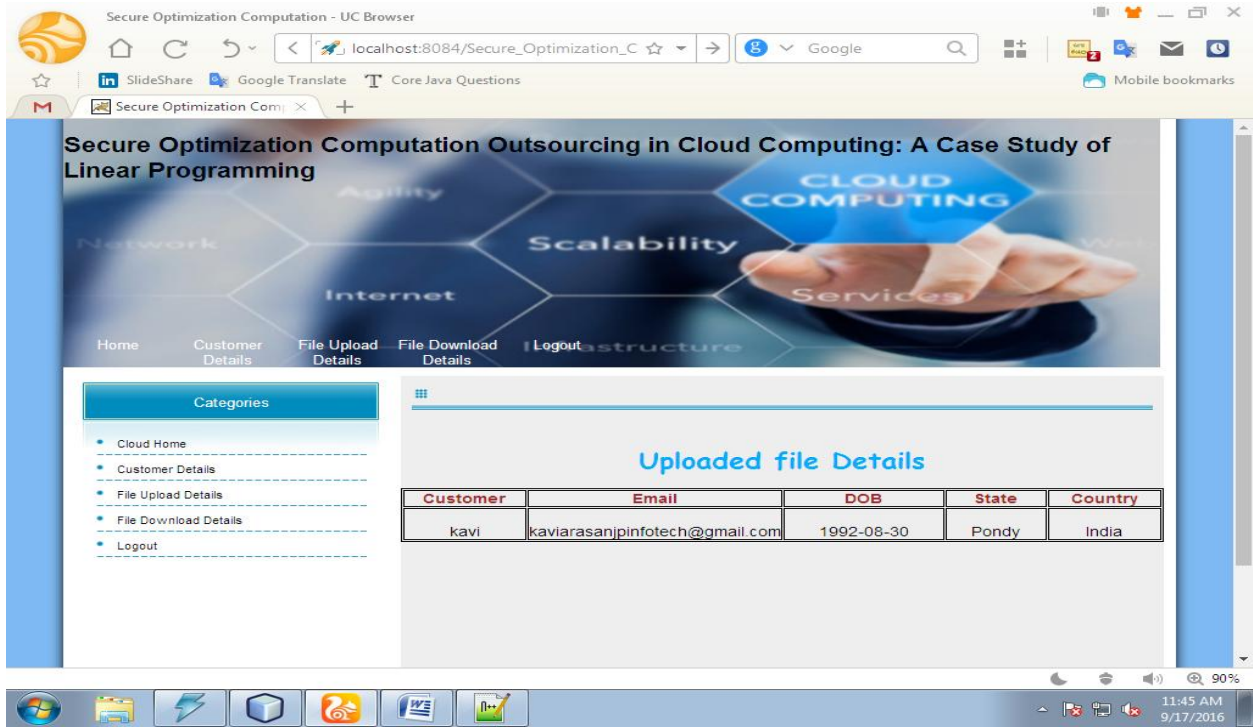 Secure Optimization Computation - UC Browser
localhost:8084/Secure_Optimization_C
Google
SlideShare
Google Translate
Core Java Questions
Mobile bookmarks
Secure Optimization Com
Secure Optimization Computation Outsourcing in Cloud Computing: A Case Study of
Linear Programming
Agility
CLOUD
COMPUTING
Network
Scalability
Web
Internet
Services
Infrastructure
Home
Customer
Details
File Upload
Details
File Download
Details
Logout
Categories
Cloud Home
Customer Details
File Upload Details
File Download Details
Logout
Uploaded file Details
Customer Email DOB State Country
kavi kaviarasanjpinfotech@gmail.com 1992-08-30 Pondy India
90%
11:45 AM
9/17/2016